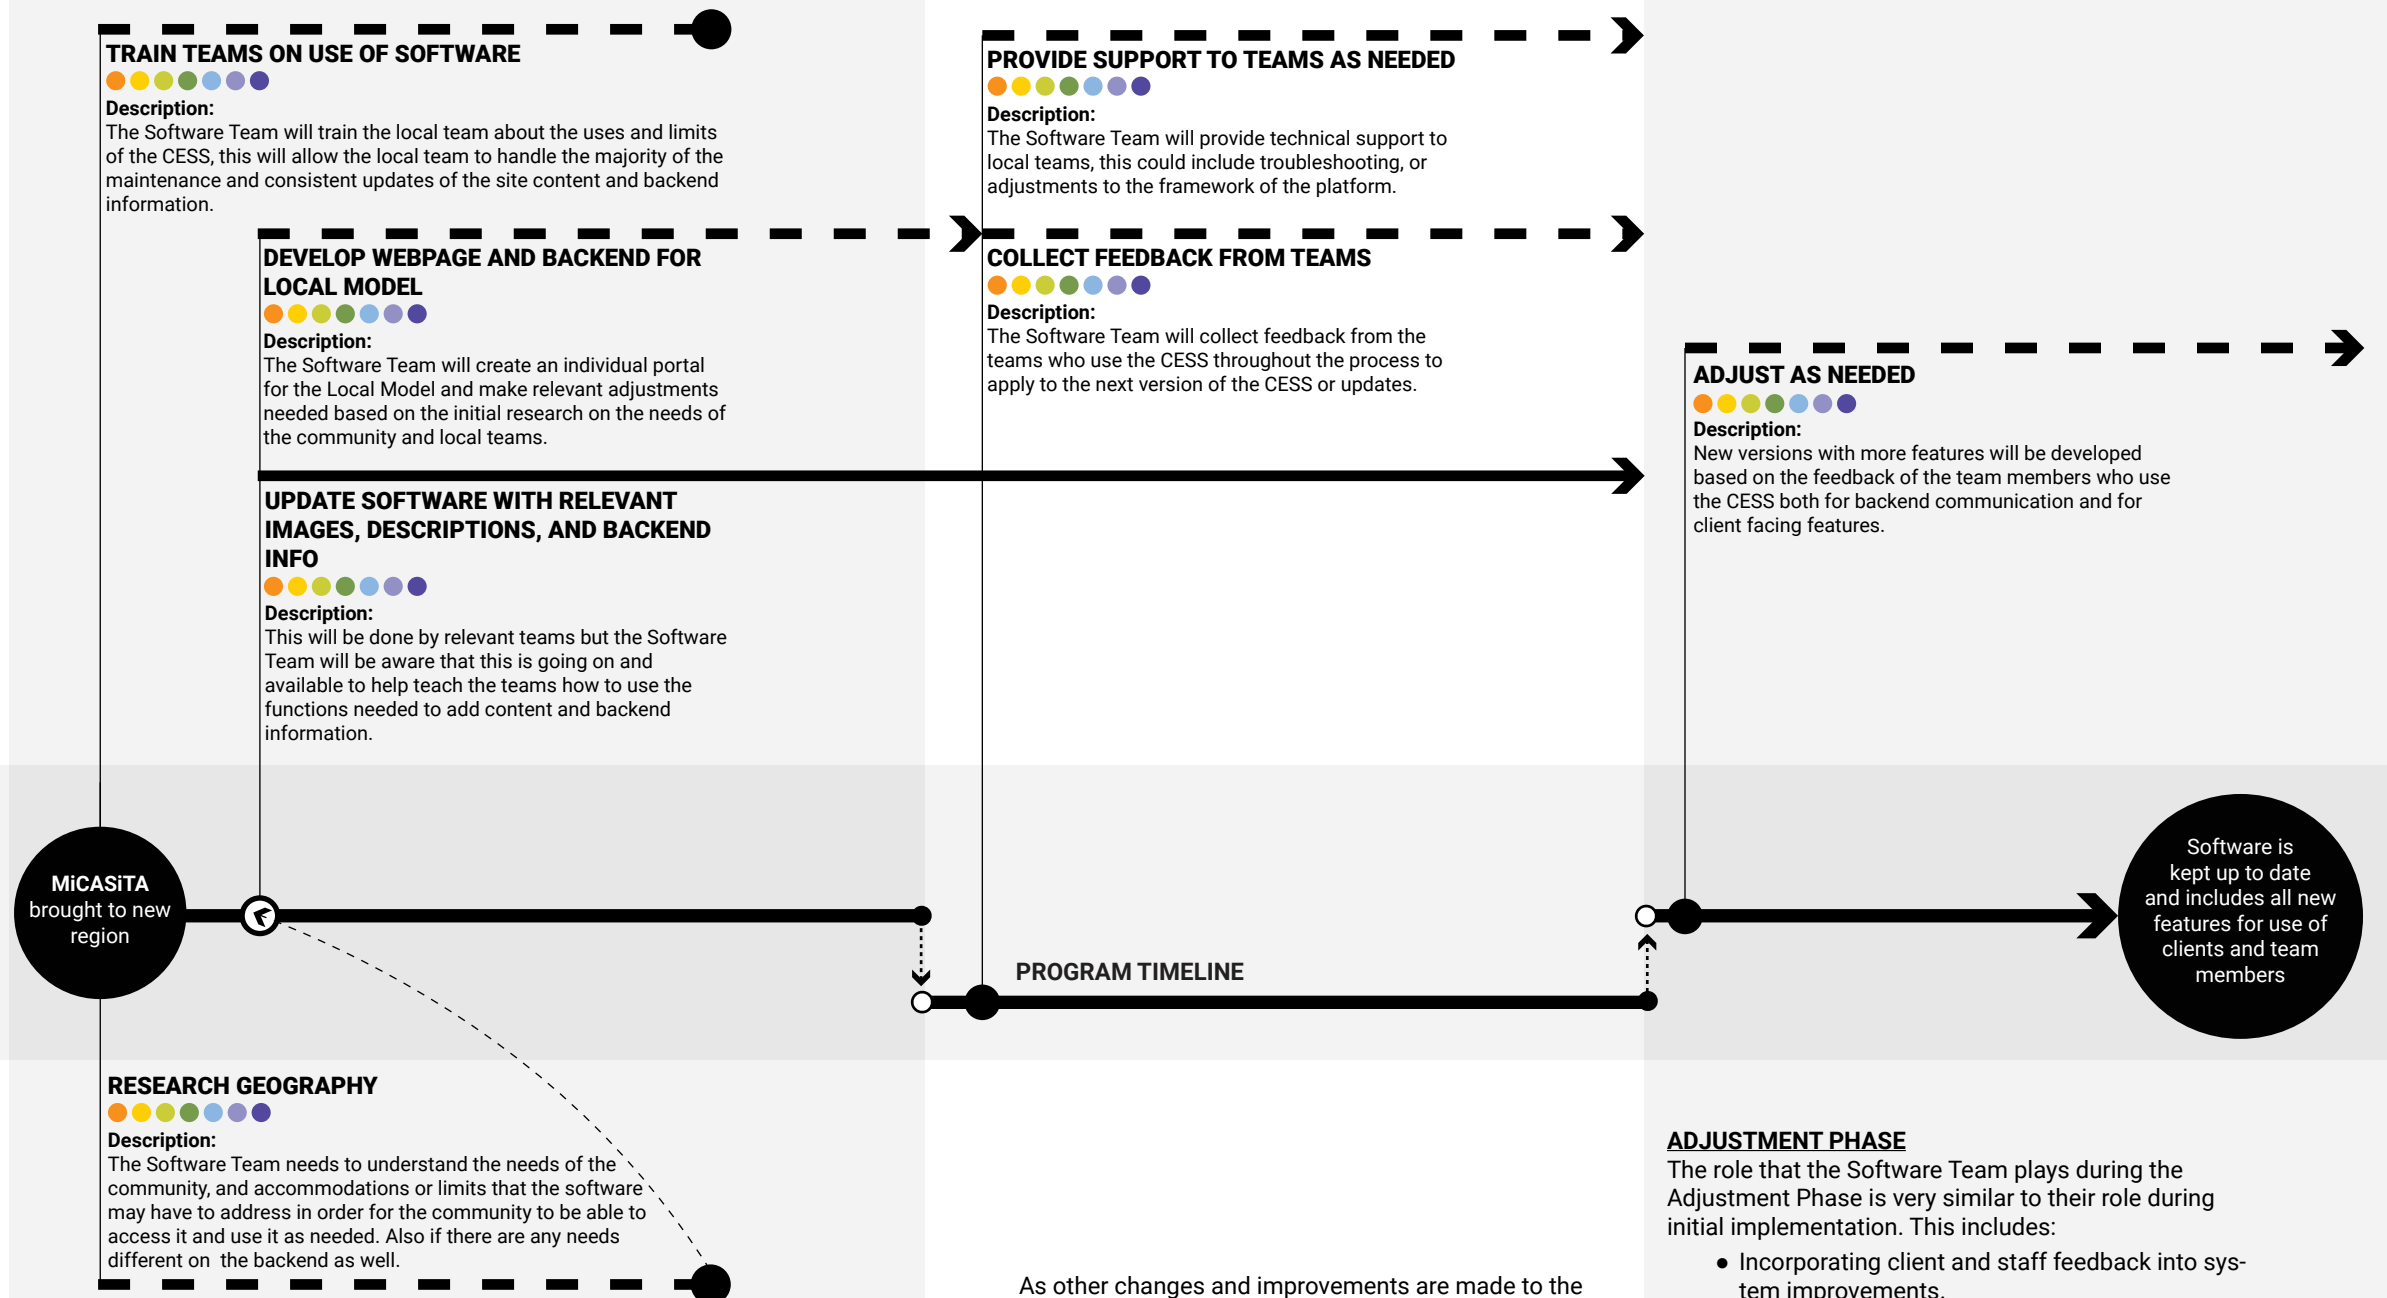 TRAIN TEAMS ON USE OF SOFTWARE
Description:
The Software Team will train the local team about the uses and limits
of the CESS, this will allow the local team to handle the majority of the
maintenance and consistent updates of the site content and backend
information.
DEVELOP WEBPAGE AND BACKEND FOR
LOCAL MODEL
Description:
The Software Team will create an individual portal
for the Local Model and make relevant adjustments
needed based on the initial research on the needs of
the community and local teams.
UPDATE SOFTWARE WITH RELEVANT
IMAGES, DESCRIPTIONS, AND BACKEND
INFO
Description:
This will be done by relevant teams but the Software
Team will be aware that this is going on and
available to help teach the teams how to use the
functions needed to add content and backend
information.
PROVIDE SUPPORT TO TEAMS AS NEEDED
Description:
The Software Team will provide technical support to
local teams, this could include troubleshooting, or
adjustments to the framework of the platform.
COLLECT FEEDBACK FROM TEAMS
Description:
The Software Team will collect feedback from the
teams who use the CESS throughout the process to
apply to the next version of the CESS or updates.
ADJUST AS NEEDED
Description:
New versions with more features will be developed
based on the feedback of the team members who use
the CESS both for backend communication and for
client facing features.
MiCASiTA
brought to new
region
PROGRAM TIMELINE
Software is
kept up to date
and includes all new
features for use of
clients and team
members
RESEARCH GEOGRAPHY
Description:
The Software Team needs to understand the needs of the
community, and accommodations or limits that the software
may have to address in order for the community to be able to
access it and use it as needed. Also if there are any needs
different on  the backend as well.
As other changes and improvements are made to the
ADJUSTMENT PHASE
The role that the Software Team plays during the
Adjustment Phase is very similar to their role during
initial implementation. This includes:
● Incorporating client and staff feedback into sys-
tem improvements.